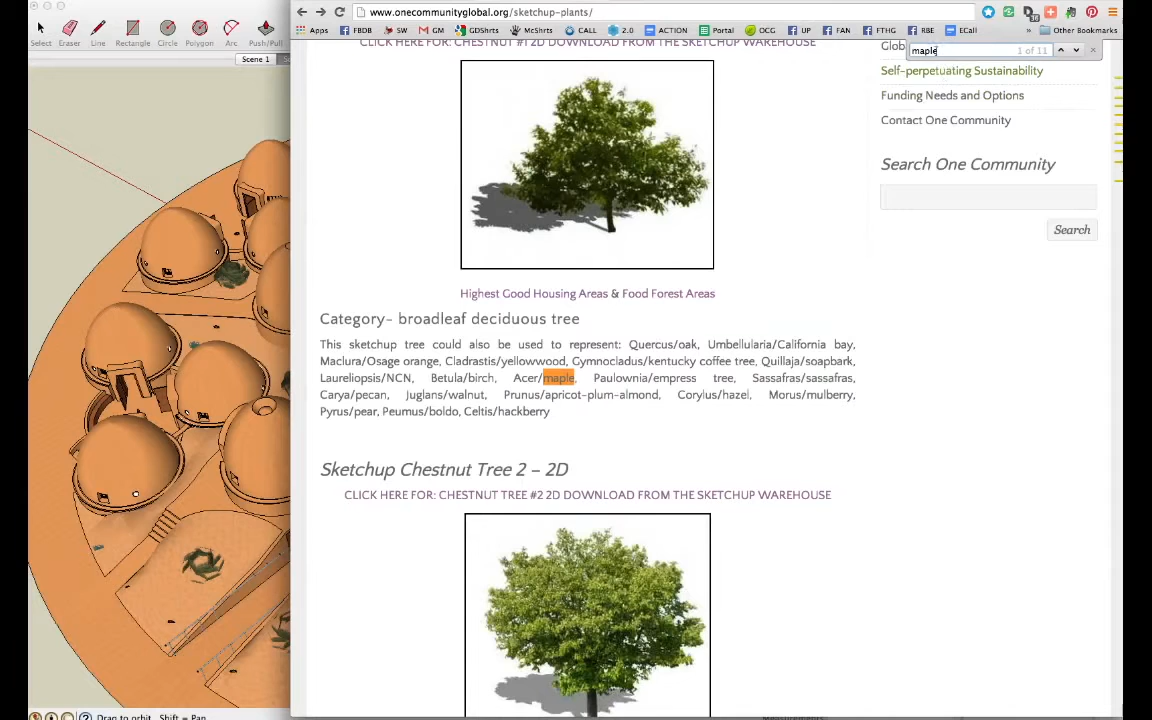 www.onecommunityglobal.org/sketchup-plants/
Select Eraser Line Rectangle Circle Polygon Arc Push/Pull
Apps FBDB SW GDShrts McShrts CALL 2.0 ACTION Portal OCG UP FAN FTHG RBE ECall » Other Bookmarks
Scene 1
CLICK HERE FOR: CHESTNUT #1 2D DOWNLOAD FROM THE SKETCHUP WAREHOUSE
Glob
maple 1 of 11
Self-perpetuating Sustainability
Funding Needs and Options
Contact One Community
Search One Community
Search
Highest Good Housing Areas & Food Forest Areas
Category- broadleaf deciduous tree
This sketchup tree could also be used to represent: Quercus/oak, Umbellularia/California bay,
Maclura/Osage orange, Cladrastis/yellowwood, Gymnocladus/kentucky coffee tree, Quillaja/soapbark,
Laureliopsis/NCN, Betula/birch, Acer/maple, Paulownia/empress tree, Sassafras/sassafras,
Carya/pecan, Juglans/walnut, Prunus/apricot-plum-almond, Corylus/hazel, Morus/mulberry,
Pyrus/pear, Peumus/boldo, Celtis/hackberry
Sketchup Chestnut Tree 2 – 2D
CLICK HERE FOR: CHESTNUT TREE #2 2D DOWNLOAD FROM THE SKETCHUP WAREHOUSE
Drag to orbit. Shift = Pan